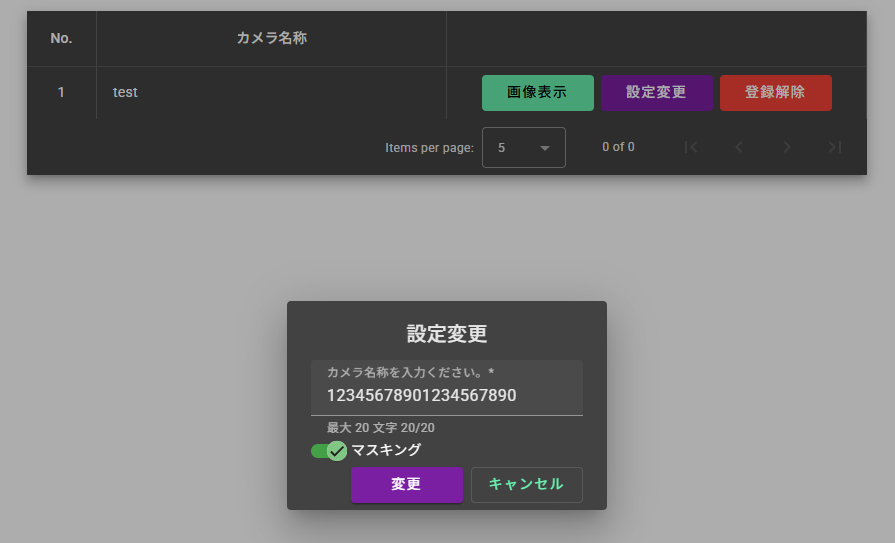 No. カメラ名称
1 test 画像表示 設定変更 登録解除
Items per page: 5 0 of 0
設定変更
カメラ名称を入力ください。*
12345678901234567890
最大 20 文字 20/20
マスキング
変更 キャンセル